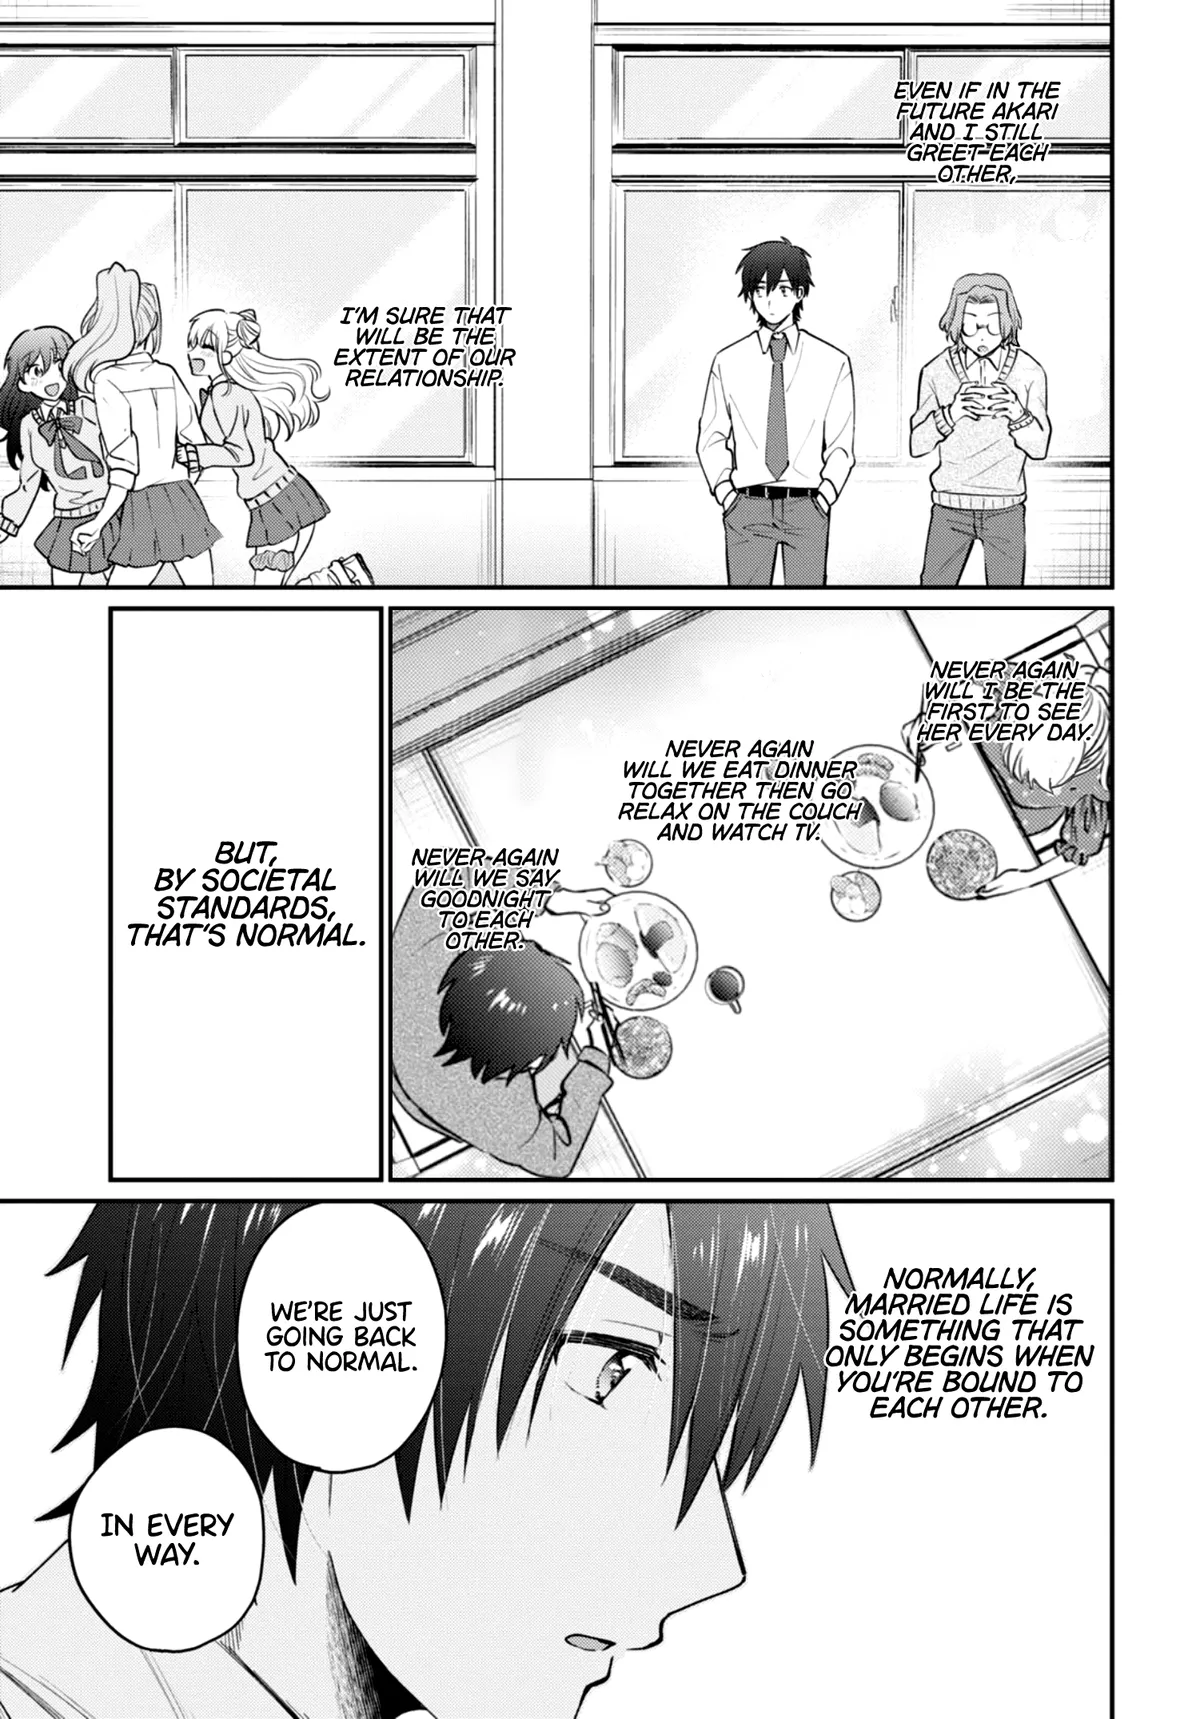 EVEN IF IN THE
FUTURE AKARI
AND I STILL
GREET EACH
OTHER,
I'M SURE THAT
WILL BE THE
EXTENT OF OUR
RELATIONSHIP.
NEVER AGAIN
WILL I BE THE
FIRST TO SEE
HER EVERY DAY.
NEVER AGAIN
WILL WE EAT DINNER
TOGETHER THEN GO
RELAX ON THE COUCH
AND WATCH TV.
NEVER AGAIN
WILL WE SAY
GOODNIGHT
TO EACH
OTHER.
BUT,
BY SOCIETAL
STANDARDS,
THAT'S NORMAL.
NORMALLY,
MARRIED LIFE IS
SOMETHING THAT
ONLY BEGINS WHEN
YOU'RE BOUND TO
EACH OTHER.
WE'RE JUST
GOING BACK
TO NORMAL.
IN EVERY
WAY.